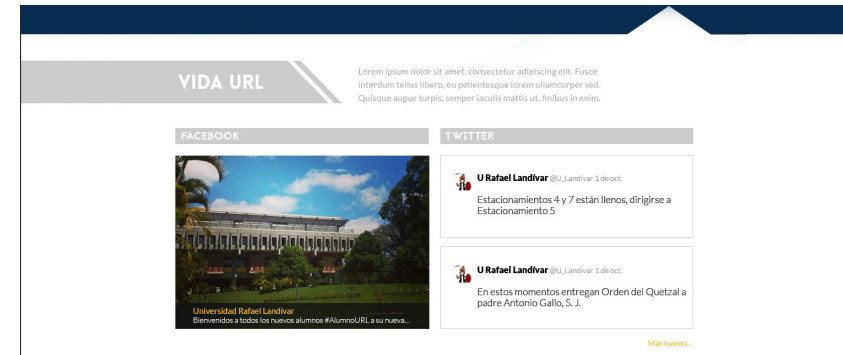 VIDA URL
Lorem ipsum dolor sit amet, consectetur adipiscing elit. Fusce
interdum tellus libero, eu pellentesque lorem ullamcorper sed.
Quisque augue turpis, semper iaculis mattis ut, finibus in enim.
FACEBOOK
Universidad Rafael Landívar
Bienvenidos a todos los nuevos alumnos #AlumnoURL a su nueva...
TWITTER
U Rafael Landívar @U_Landivar 1 de oct.
Estacionamientos 4 y 7 están llenos, dirigirse a
Estacionamiento 5
U Rafael Landívar @U_Landivar 1 de oct.
En estos momentos entregan Orden del Quetzal a
padre Antonio Gallo, S. J.
Más tweets...